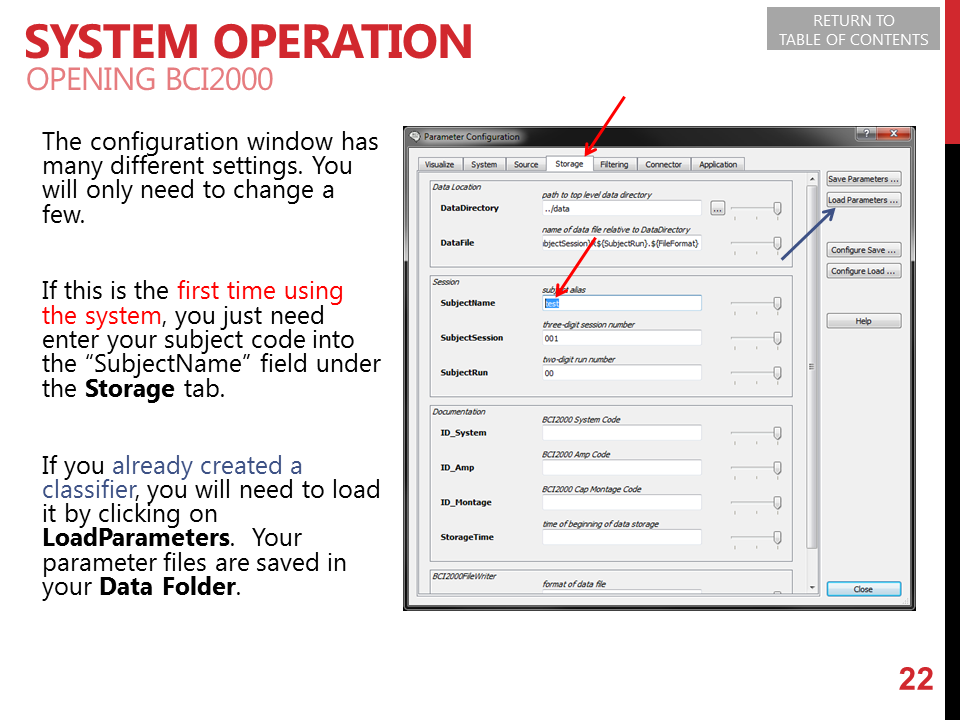 SYSTEM OPERATION
OPENING BCI2000
RETURN TO
TABLE OF CONTENTS
The configuration window has
many different settings. You
will only need to change a
few.
If this is the first time using
the system, you just need
enter your subject code into
the “SubjectName” field under
the Storage tab.
If you already created a
classifier, you will need to load
it by clicking on
LoadParameters. Your
parameter files are saved in
your Data Folder.
Parameter Configuration
Visualize System Source Storage Filtering Connector Application
Data Location
path to top level data directory
DataDirectory ../data ...
name of data file relative to DataDirectory
DataFile bjectSession}\${SubjectRun}.${FileFormat}
Session
subject alias
SubjectName test
three-digit session number
SubjectSession 001
two-digit run number
SubjectRun 00
Documentation
BCI2000 System Code
ID_System
BCI2000 Amp Code
ID_Amp
BCI2000 Cap Montage Code
ID_Montage
time of beginning of data storage
StorageTime
BCI2000FileWriter
format of data file
Save Parameters ...
Load Parameters ...
Configure Save ...
Configure Load ...
Help
Close
22